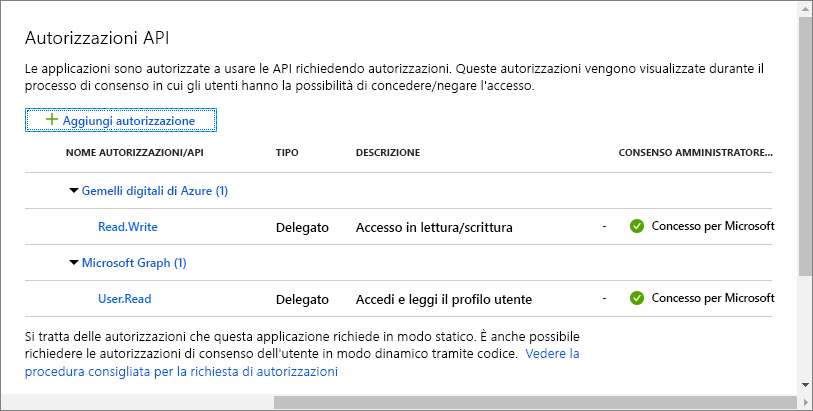 Autorizzazioni API
Le applicazioni sono autorizzate a usare le API richiedendo autorizzazioni. Queste autorizzazioni vengono visualizzate durante il
processo di consenso in cui gli utenti hanno la possibilità di concedere/negare l'accesso.
+ Aggiungi autorizzazione
NOME AUTORIZZAZIONI/API TIPO DESCRIZIONE CONSENSO AMMINISTRATORE...
Gemelli digitali di Azure (1)
Read.Write Delegato Accesso in lettura/scrittura - Concesso per Microsoft
Microsoft Graph (1)
User.Read Delegato Accedi e leggi il profilo utente - Concesso per Microsoft
Si tratta delle autorizzazioni che questa applicazione richiede in modo statico. È anche possibile
richiedere le autorizzazioni di consenso dell'utente in modo dinamico tramite codice. Vedere la
procedura consigliata per la richiesta di autorizzazioni